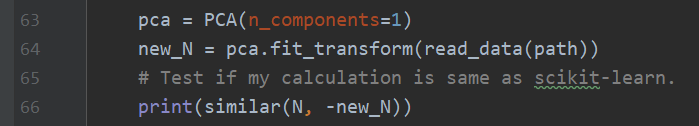 63 pca = PCA(n_components=1)
64 new_N = pca.fit_transform(read_data(path))
65 # Test if my calculation is same as scikit-learn.
66 print(similar(N, -new_N))